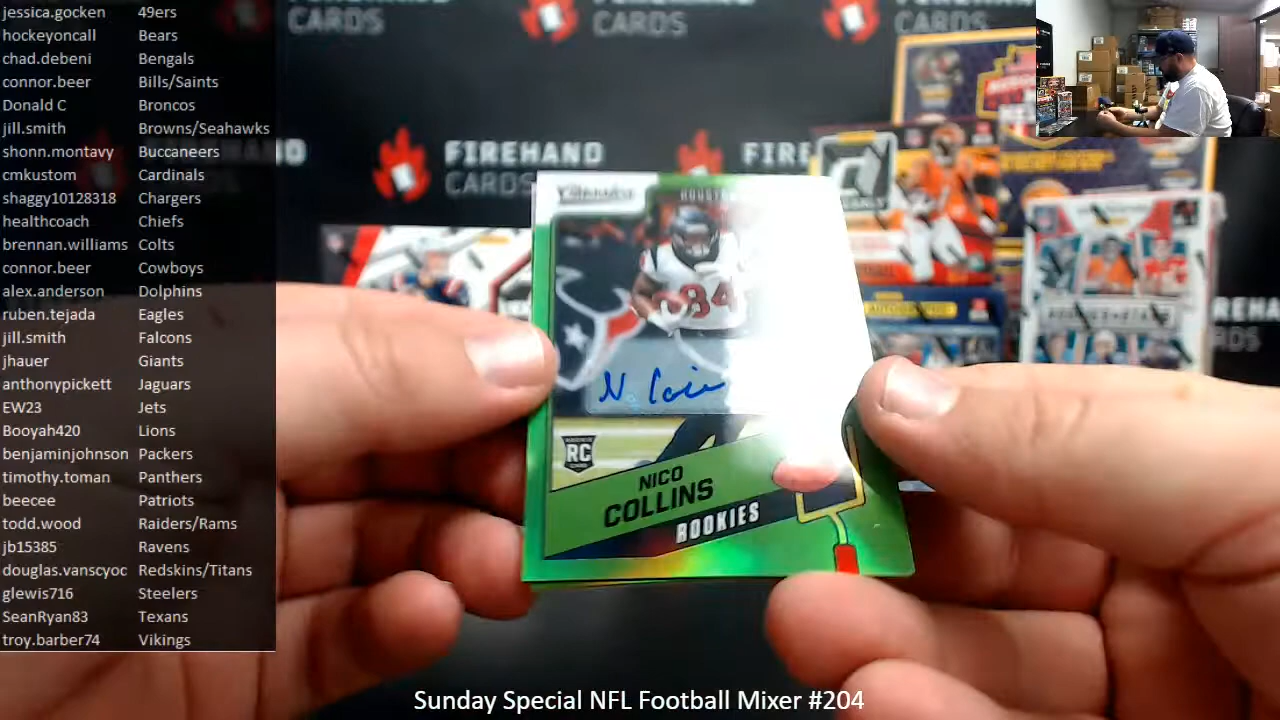 jessica.gocken 49ers
hockeyoncall Bears
chad.debeni Bengals
connor.beer Bills/Saints
Donald C Broncos
jill.smith Browns/Seahawks
shonn.montavy Buccaneers
cmkustom Cardinals
shaggy10128318 Chargers
healthcoach Chiefs
brennan.williams Colts
connor.beer Cowboys
alex.anderson Dolphins
ruben.tejada Eagles
jill.smith Falcons
jhauer Giants
anthonypickett Jaguars
EW23 Jets
Booyah420 Lions
benjaminjohnson Packers
timothy.toman Panthers
beecee Patriots
todd.wood Raiders/Rams
jb15385 Ravens
douglas.vanscyoc Redskins/Titans
glewis716 Steelers
SeanRyan83 Texans
troy.barber74 Vikings
FIREHAND
CARDS
CARDS
CARDS
84
RC
NICO
COLLINS
ROOKIES
Sunday Special NFL Football Mixer #204